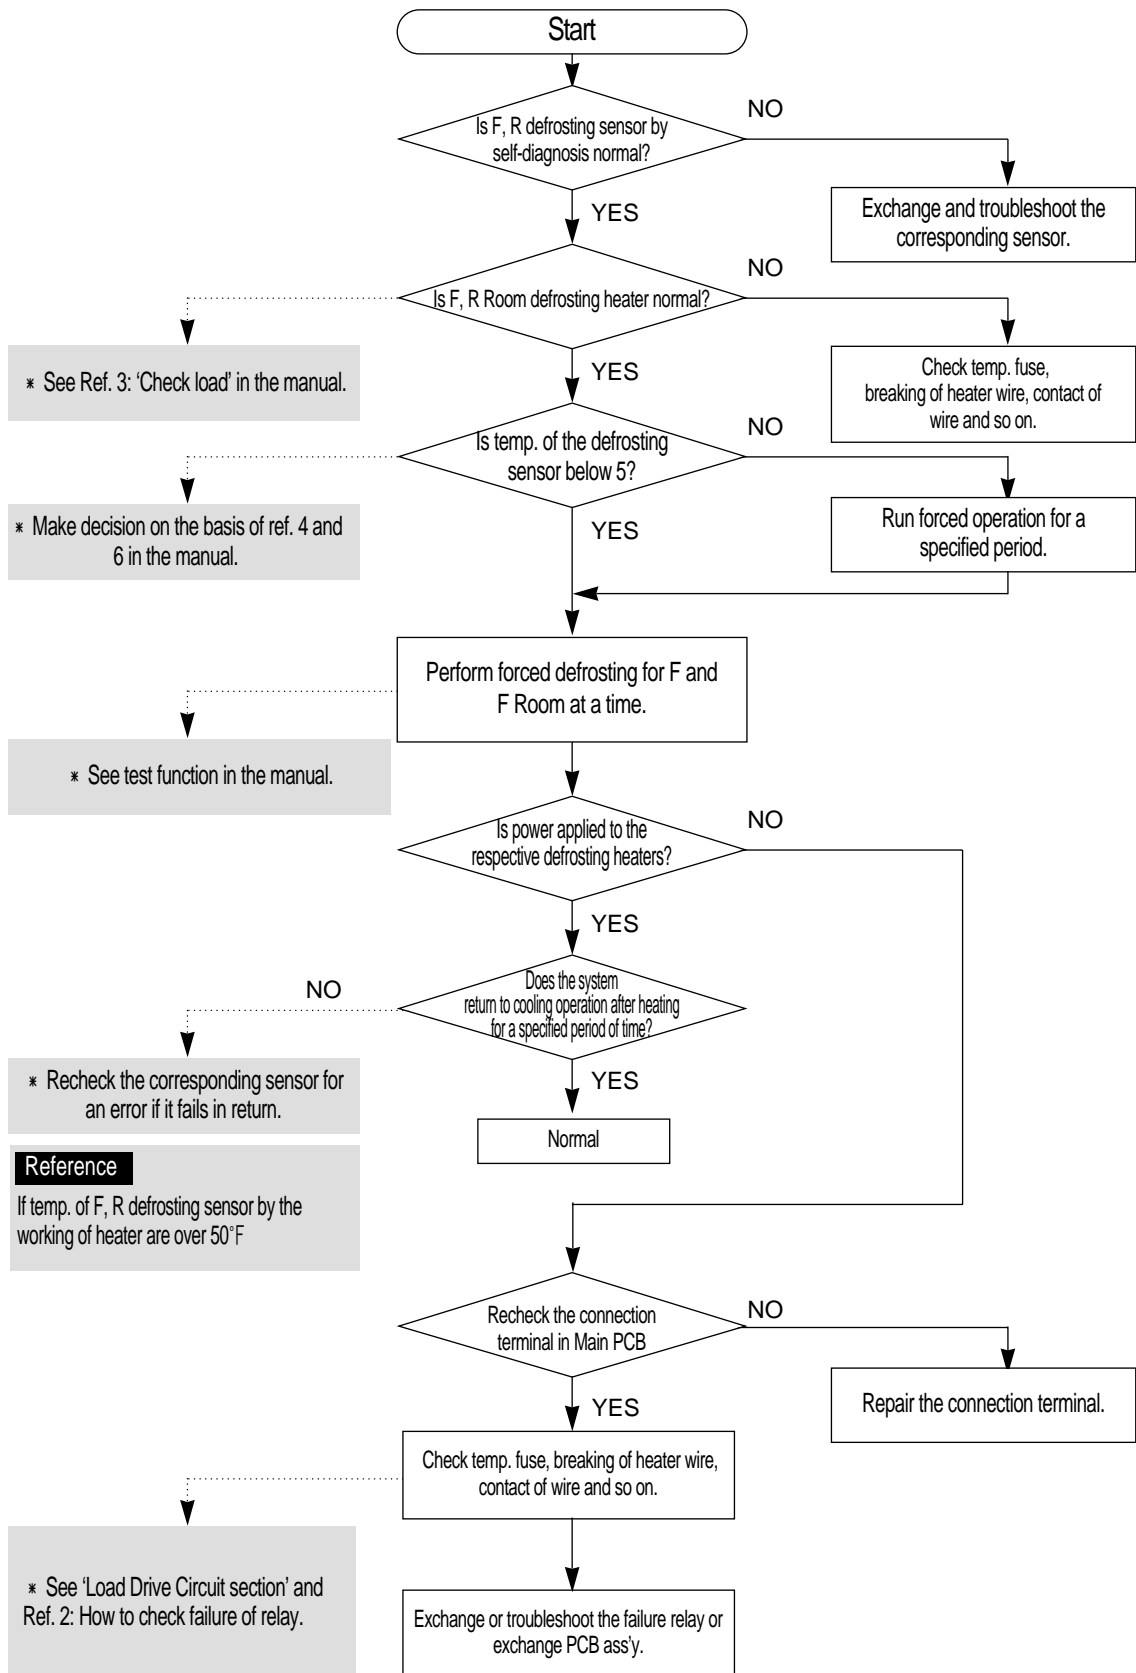 Start
Is F, R defrosting sensor by
self-diagnosis normal?
NO
Exchange and troubleshoot the
corresponding sensor.
YES
Is F, R Room defrosting heater normal?
NO
* See Ref. 3: ‘Check load’ in the manual.
Check temp. fuse,
breaking of heater wire, contact of
wire and so on.
YES
Is temp. of the defrosting
sensor below 5?
NO
* Make decision on the basis of ref. 4 and
6 in the manual.
Run forced operation for a
specified period.
YES
Perform forced defrosting for F and
F Room at a time.
* See test function in the manual.
Is power applied to the
respective defrosting heaters?
NO
YES
Does the system
return to cooling operation after heating
for a specified period of time?
NO
* Recheck the corresponding sensor for
an error if it fails in return.
YES
Normal
Reference
If temp. of F, R defrosting sensor by the
working of heater are over 50°F
Recheck the connection
terminal in Main PCB
NO
Repair the connection terminal.
YES
Check temp. fuse, breaking of heater wire,
contact of wire and so on.
* See ‘Load Drive Circuit section’ and
Ref. 2: How to check failure of relay.
Exchange or troubleshoot the failure relay or
exchange PCB ass’y.